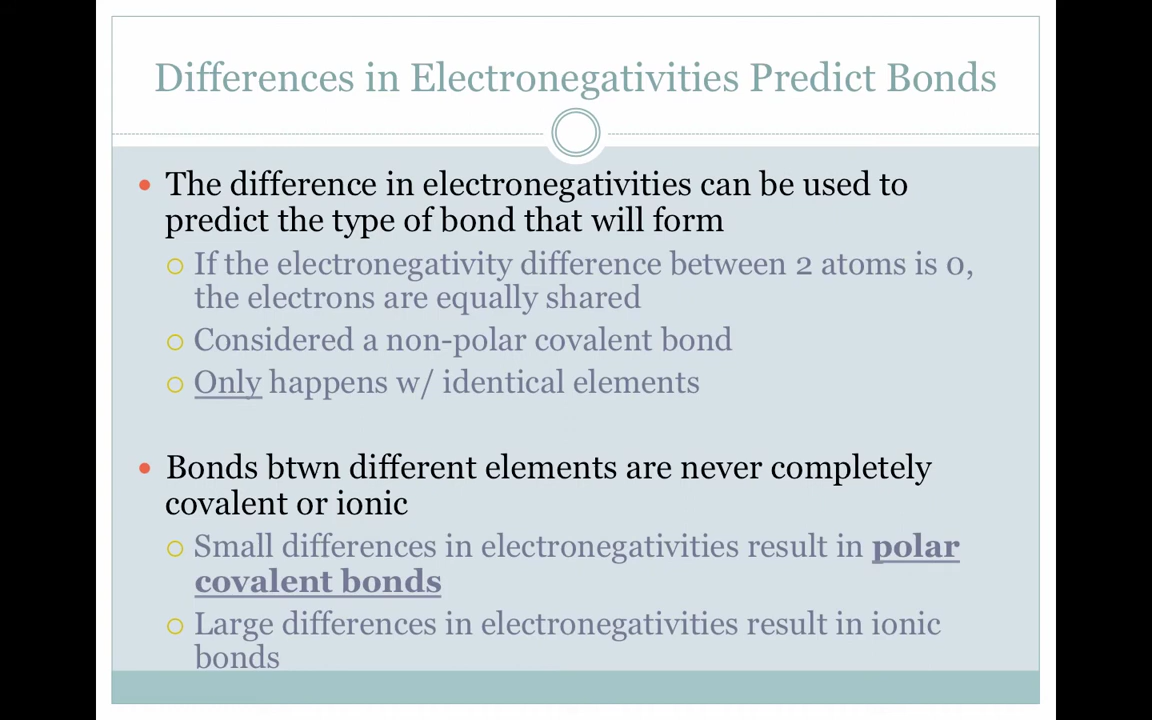 Differences in Electronegativities Predict Bonds
The difference in electronegativities can be used to
predict the type of bond that will form
If the electronegativity difference between 2 atoms is 0,
the electrons are equally shared
Considered a non-polar covalent bond
Only happens w/ identical elements
Bonds btwn different elements are never completely
covalent or ionic
Small differences in electronegativities result in polar
covalent bonds
Large differences in electronegativities result in ionic
bonds